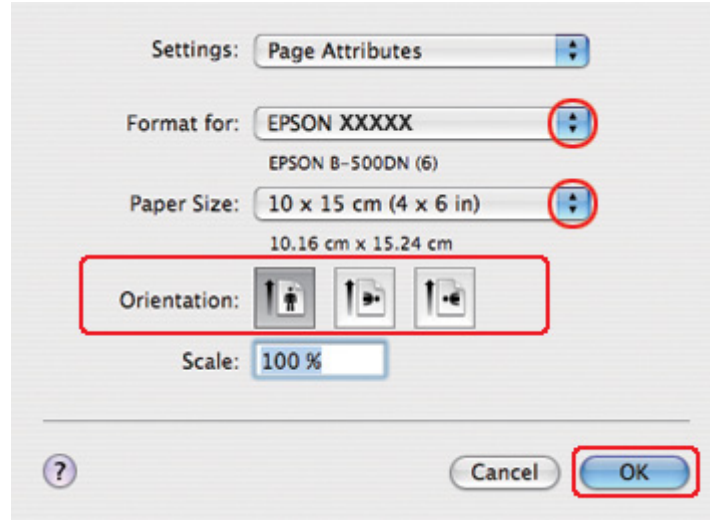 Settings: Page Attributes
Format for: EPSON XXXXX
EPSON B-500DN (6)
Paper Size: 10 x 15 cm (4 x 6 in)
10.16 cm x 15.24 cm
Orientation:
Scale: 100 %
? Cancel OK